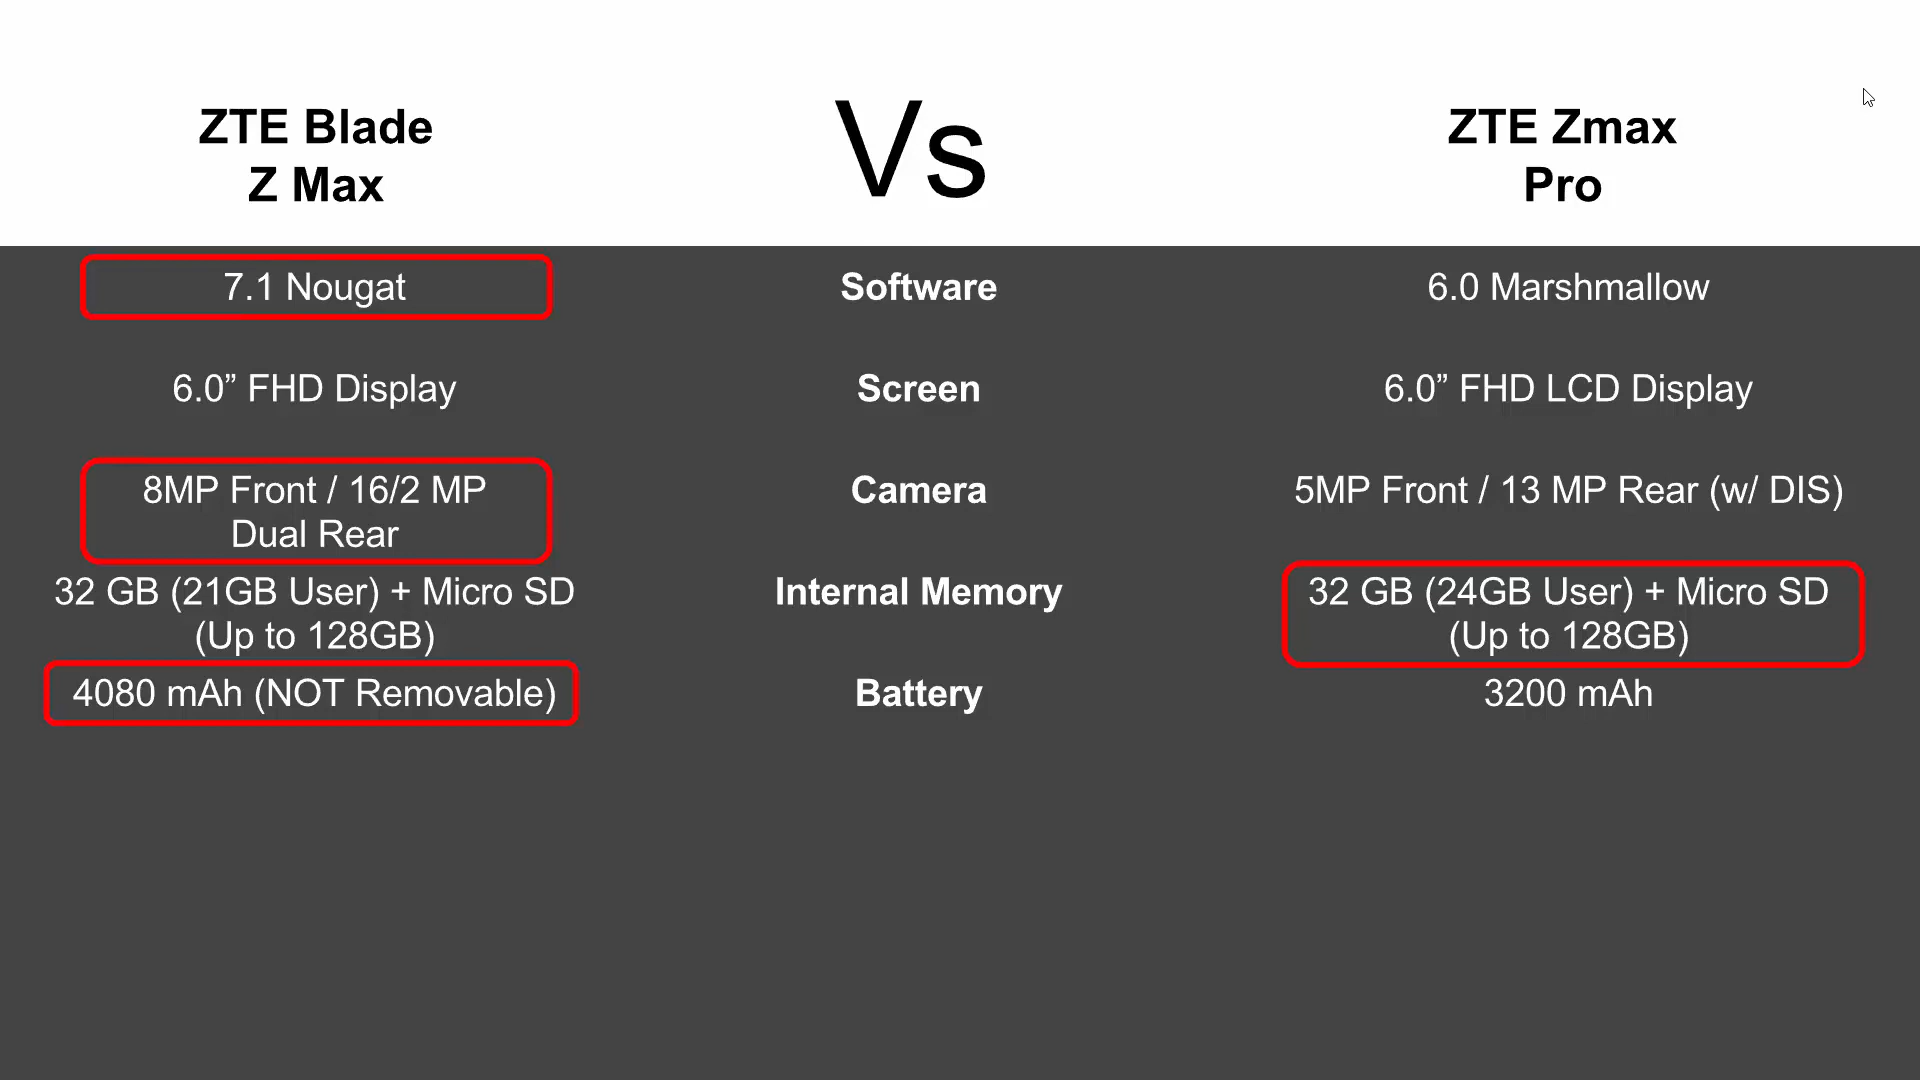 ZTE Blade
Z Max
Vs
ZTE Zmax
Pro
7.1 Nougat
Software
6.0 Marshmallow
6.0” FHD Display
Screen
6.0” FHD LCD Display
8MP Front / 16/2 MP
Dual Rear
Camera
5MP Front / 13 MP Rear (w/ DIS)
32 GB (21GB User) + Micro SD
(Up to 128GB)
Internal Memory
32 GB (24GB User) + Micro SD
(Up to 128GB)
4080 mAh (NOT Removable)
Battery
3200 mAh